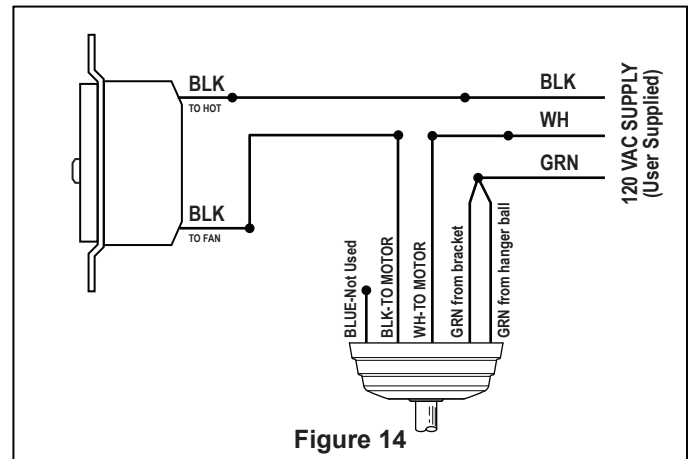 BLK
TO HOT
BLK
WH
GRN
120 VAC SUPPLY
(User Supplied)
BLK
TO FAN
BLUE-Not Used
BLK-TO MOTOR
WH-TO MOTOR
GRN from bracket
GRN from hanger ball
Figure 14